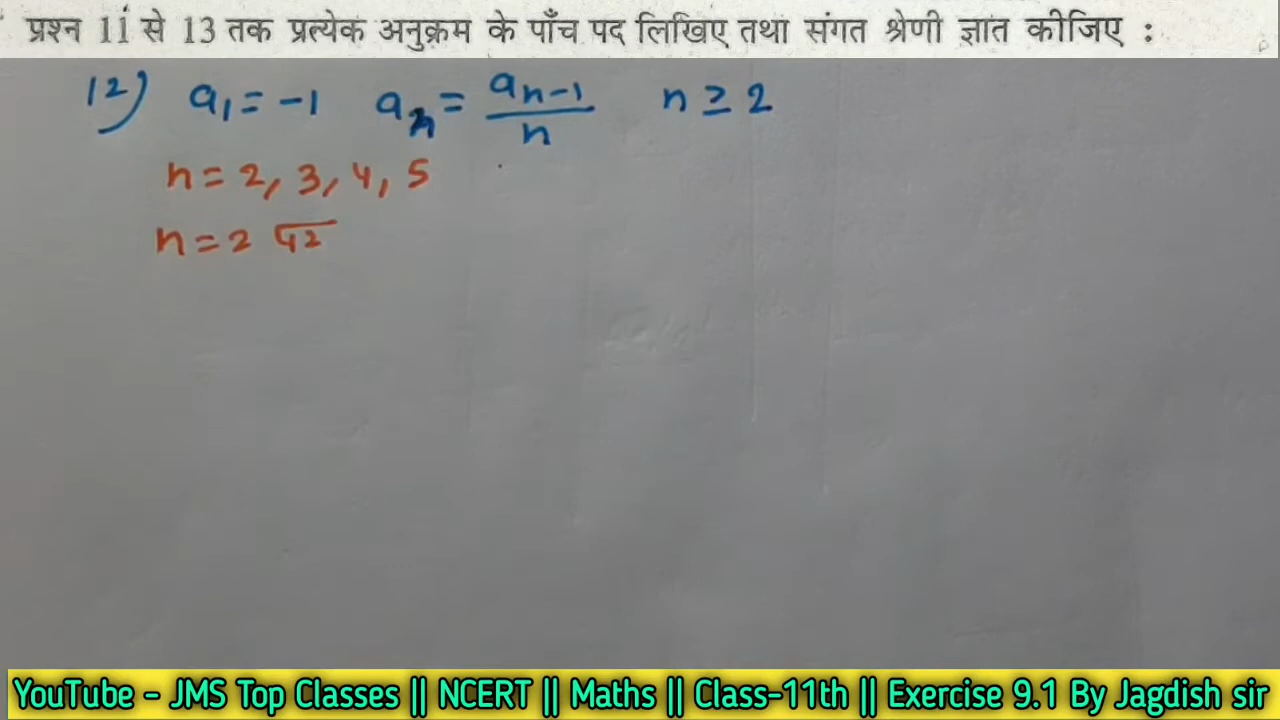 प्रश्न 11 से 13 तक प्रत्येक अनुक्रम के पाँच पद लिखिए तथा संगत श्रेणी ज्ञात कीजिए :
12) a₁ = -1 aₙ = aₙ₋₁/n n ≥ 2
n = 2, 3, 4, 5
n = 2
YouTube - JMS Top Classes || NCERT || Maths || Class-11th || Exercise 9.1 By Jagdish sir